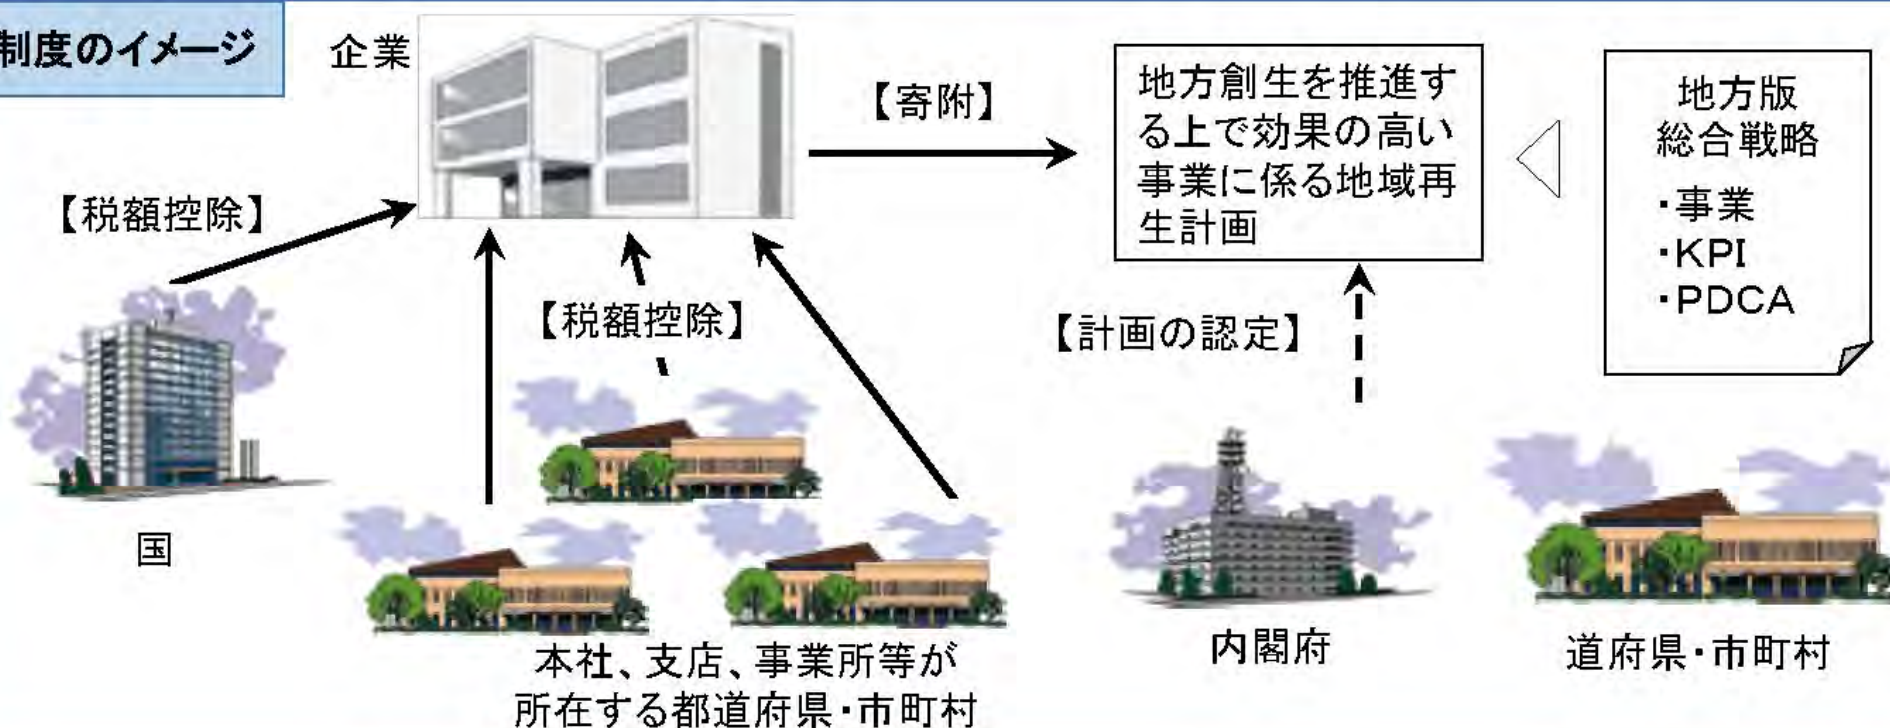 制度のイメージ
企業
【寄附】
地方創生を推進す
る上で効果の高い
事業に係る地域再
生計画
地方版
総合戦略
・事業
・KPI
・PDCA
【税額控除】
【税額控除】
【計画の認定】
国
本社、支店、事業所等が
所在する都道府県・市町村
内閣府
道府県・市町村